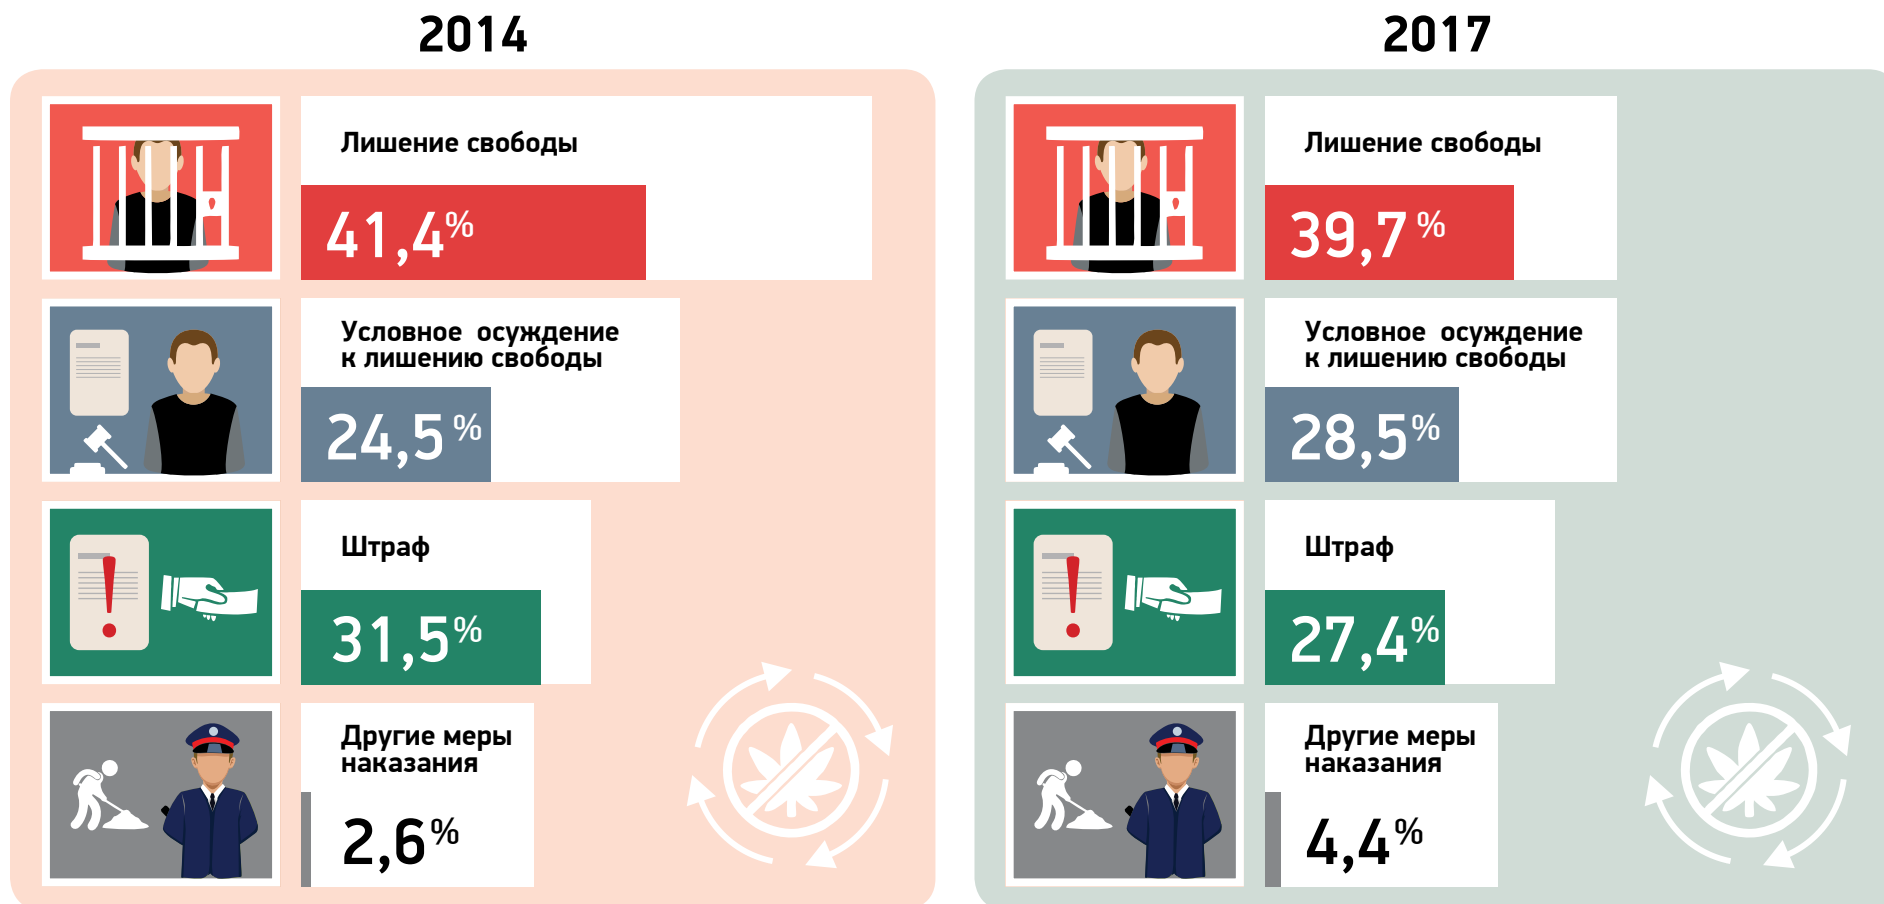 2014
Лишение свободы
41,4%
Условное осуждение
к лишению свободы
24,5%
Штраф
31,5%
Другие меры
наказания
2,6%
2017
Лишение свободы
39,7%
Условное осуждение
к лишению свободы
28,5%
Штраф
27,4%
Другие меры
наказания
4,4%